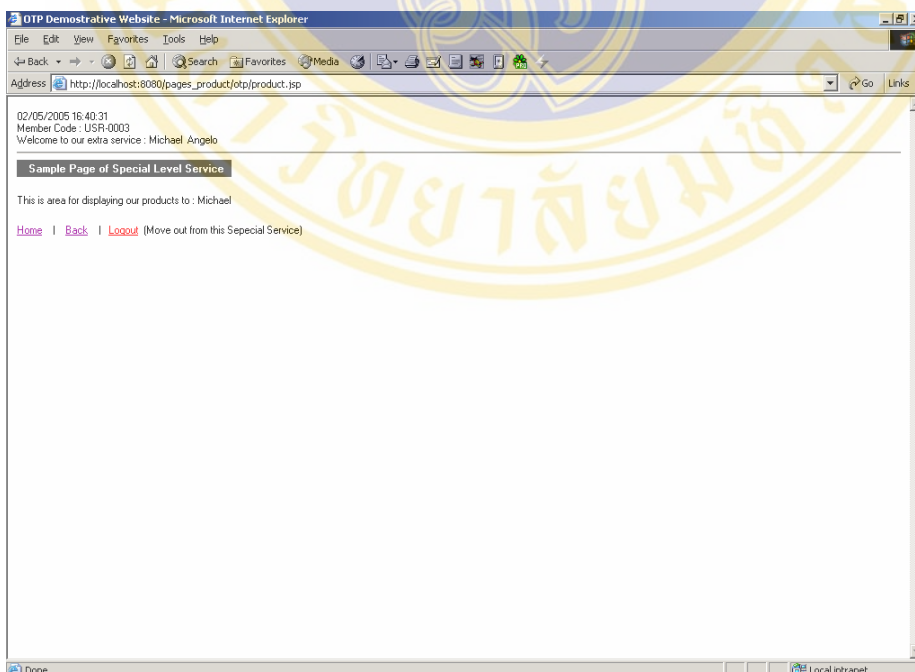 OTP Demostrative Website - Microsoft Internet Explorer
File Edit View Favorites Tools Help
Back Search Favorites Media
Address http://localhost:8080/pages_product/otp/product.jsp Go Links
02/05/2005 16:40:31
Member Code : USR-0003
Welcome to our extra service : Michael Angelo
Sample Page of Special Level Service
This is area for displaying our products to : Michael
Home | Back | Logout (Move out from this Sepecial Service)
Done Local intranet